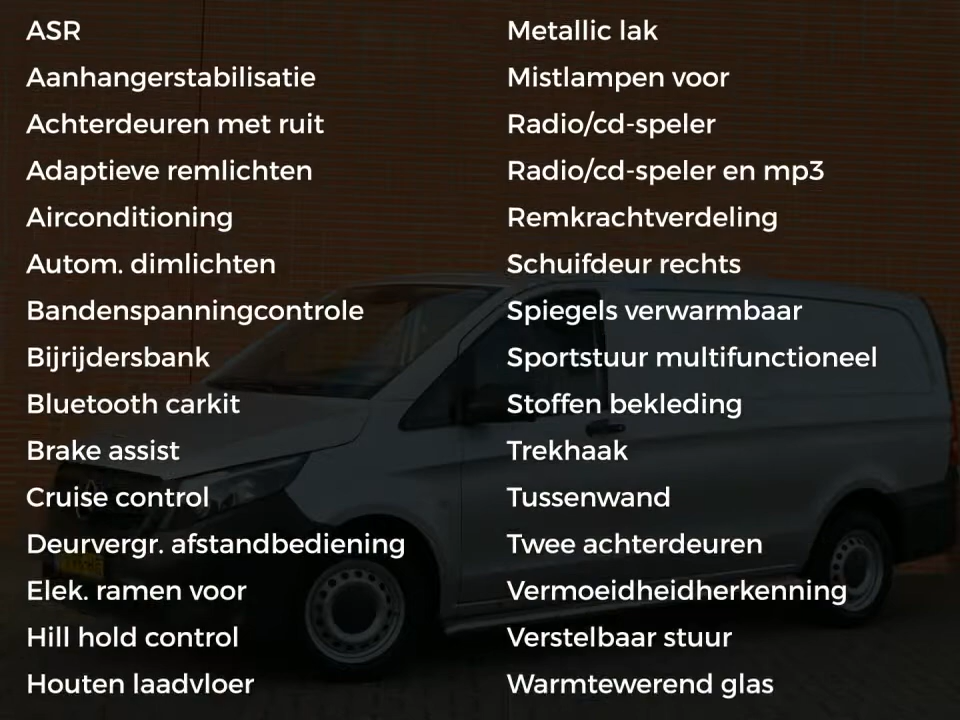 ASR
Aanhangerstabilisatie
Achterdeuren met ruit
Adaptieve remlichten
Airconditioning
Autom. dimlichten
Bandenspanningcontrole
Bijrijdersbank
Bluetooth carkit
Brake assist
Cruise control
Deurvergr. afstandbediening
Elek. ramen voor
Hill hold control
Houten laadvloer
Metallic lak
Mistlampen voor
Radio/cd-speler
Radio/cd-speler en mp3
Remkrachtverdeling
Schuifdeur rechts
Spiegels verwarmbaar
Sportstuur multifunctioneel
Stoffen bekleding
Trekhaak
Tussenwand
Twee achterdeuren
Vermoeidheidherkenning
Verstelbaar stuur
Warmtewerend glas